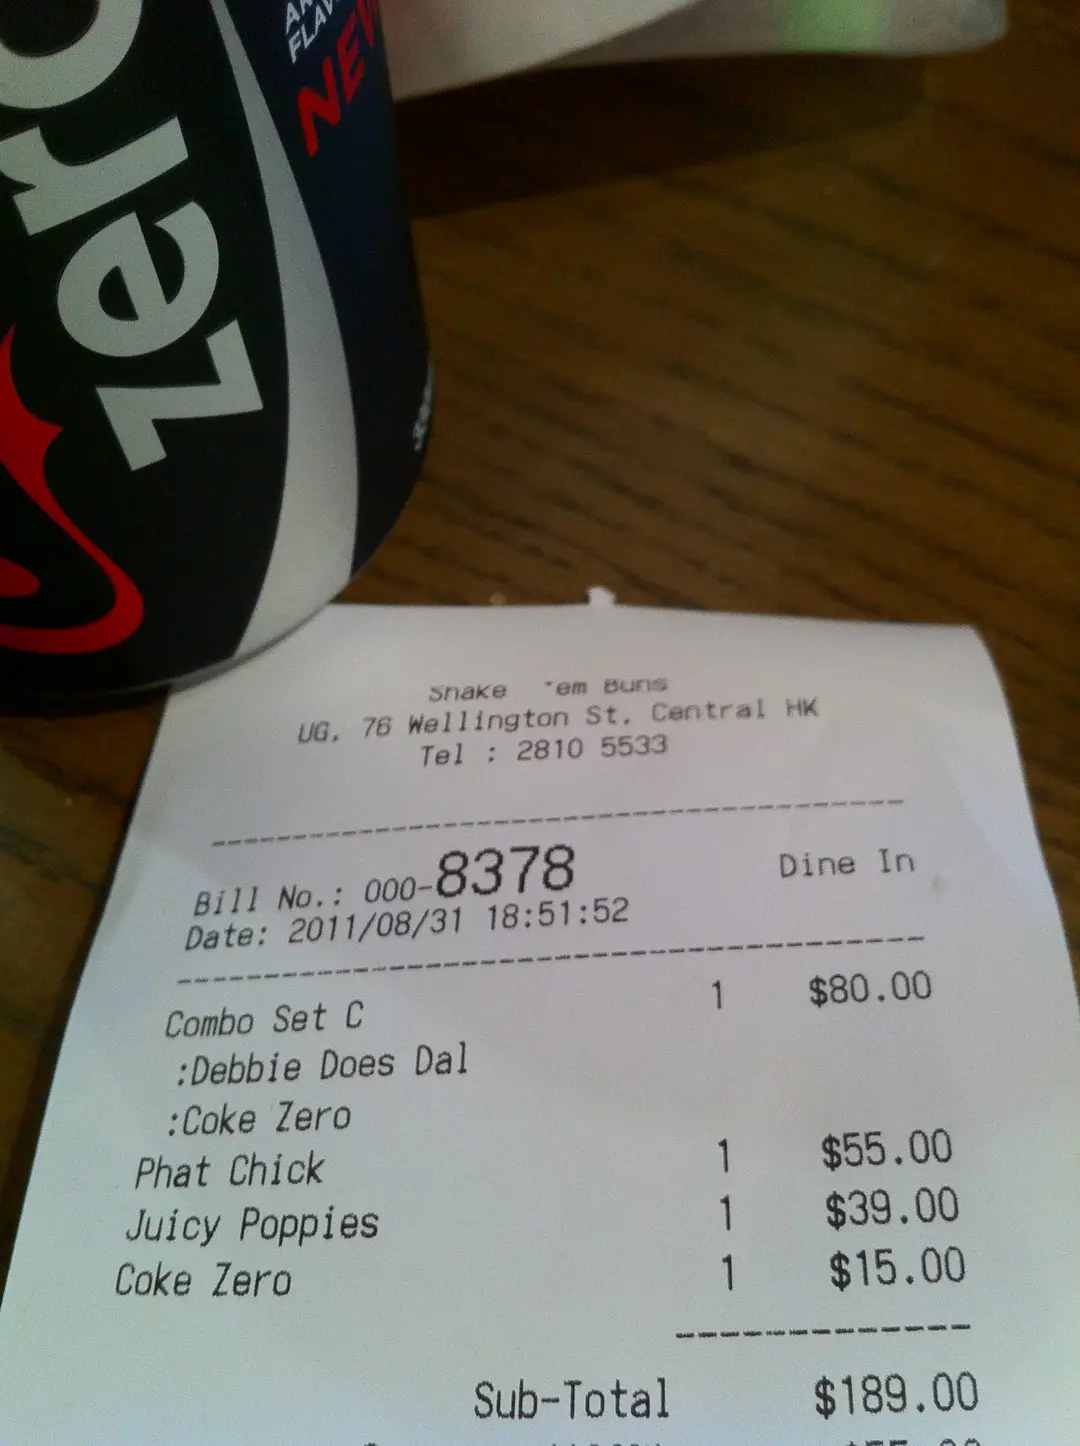 zero
NEW
Shake 'em Buns
UG, 76 Wellington St. Central HK
Tel : 2810 5533
Bill No.: 000-8378 Dine In
Date: 2011/08/31 18:51:52
Combo Set C 1 $80.00
:Debbie Does Dal
:Coke Zero
Phat Chick 1 $55.00
Juicy Poppies 1 $39.00
Coke Zero 1 $15.00
Sub-Total $189.00